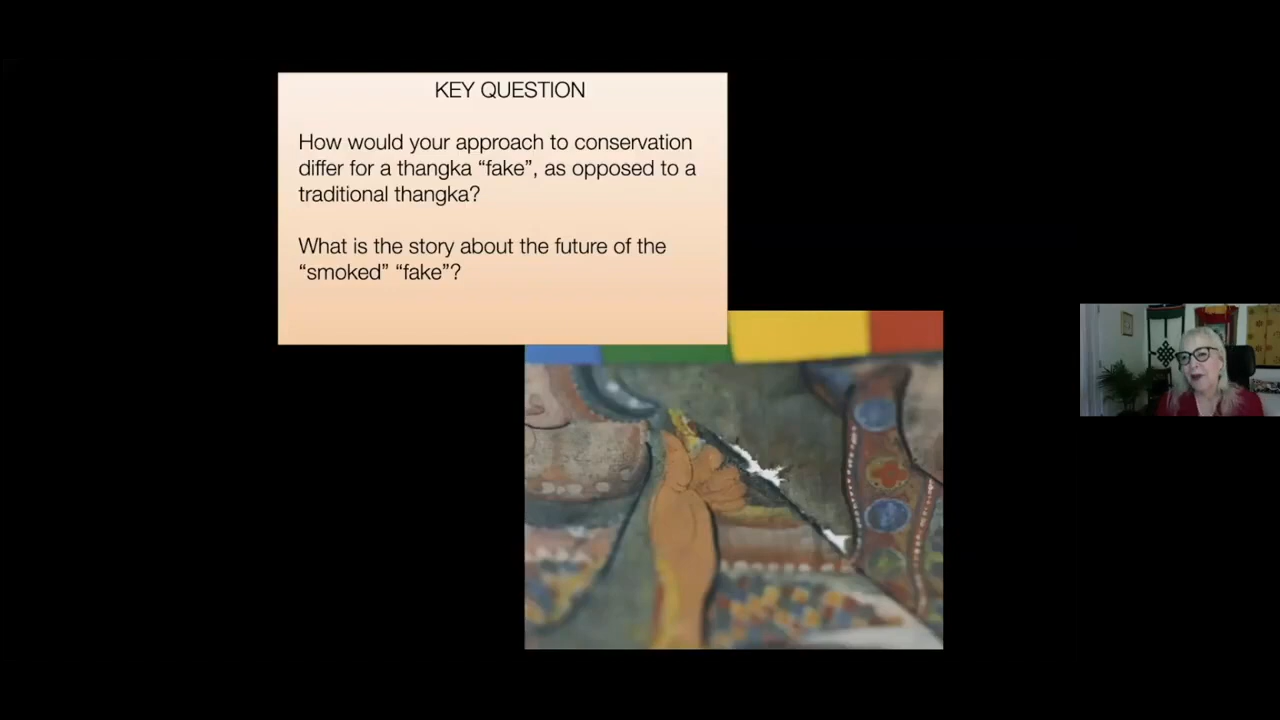 KEY QUESTION
How would your approach to conservation
differ for a thangka “fake”, as opposed to a
traditional thangka?
What is the story about the future of the
“smoked” “fake”?